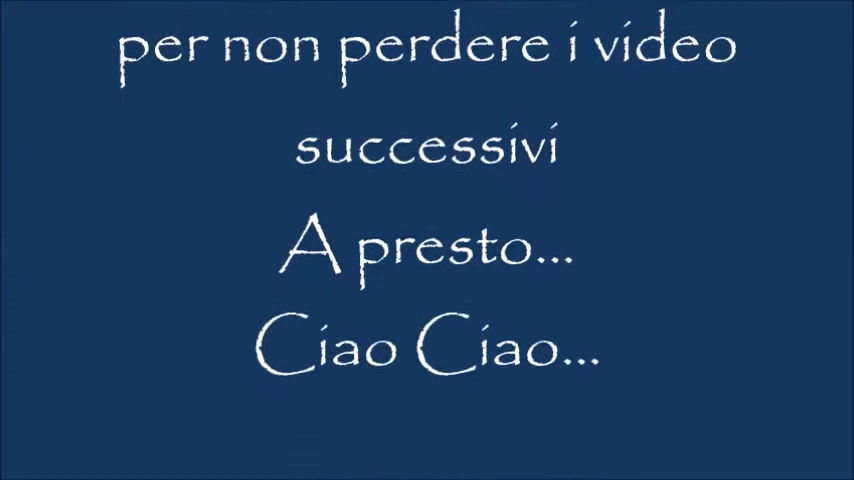 per non perdere i video
successivi
A presto...
Ciao Ciao...